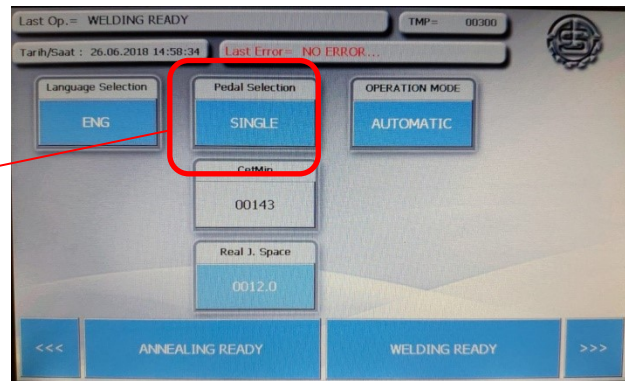 Last Op.= WELDING READY
TMP= 00300
Tarih/Saat : 26.06.2018 14:58:34
Last Error= NO ERROR...
Language Selection
ENG
Pedal Selection
SINGLE
OPERATION MODE
AUTOMATIC
CetMin
00143
Real J. Space
0012.0
<<<
ANNEALING READY
WELDING READY
>>>